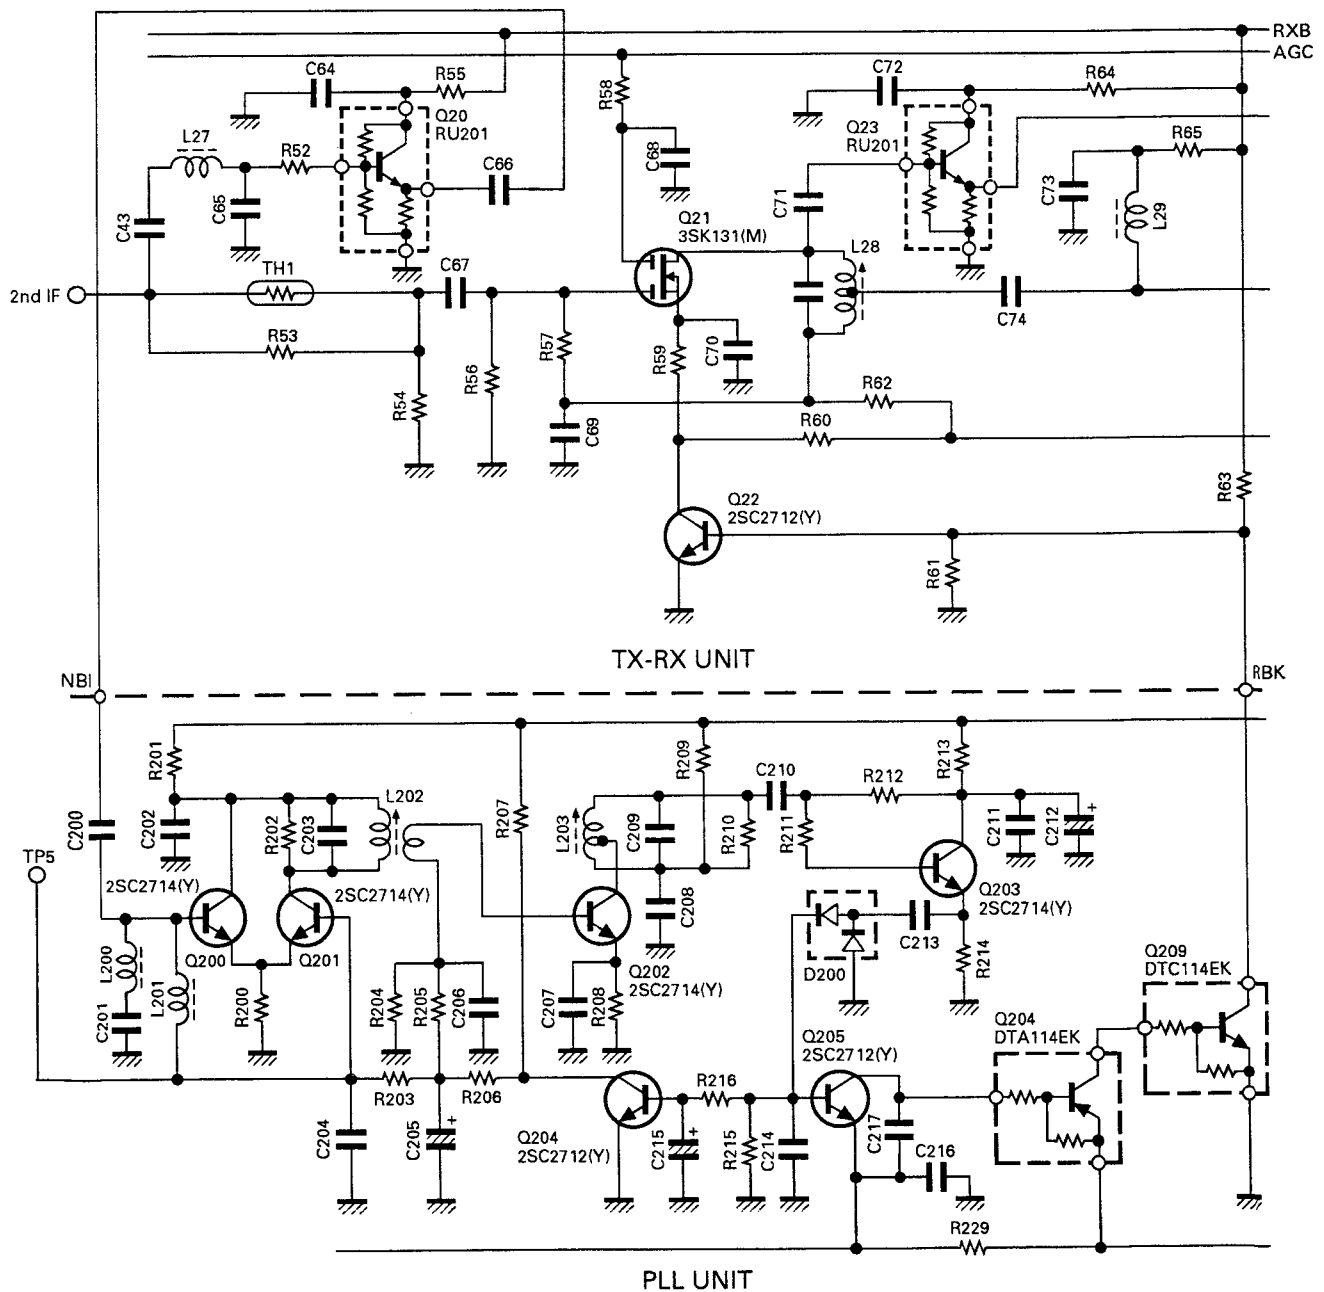 RXB
AGC
C64
R55
R58
C72
R64
Q20
RU201
L27
R52
C66
C68
Q23
RU201
R65
C43
C65
C71
C73
L29
Q21
3SK131(M)
L28
2nd IF
TH1
C67
C74
R53
R57
R59
C70
R54
R56
R62
C69
R60
R63
Q22
2SC2712(Y)
R61
TX-RX UNIT
NBI
RBK
R201
R209
R213
C210
R212
L202
C200
C202
R202
C203
R207
L203
C209
R210
R211
C211
C212
+
TP5
2SC2714(Y)
2SC2714(Y)
Q203
2SC2714(Y)
C208
C213
Q200
Q201
D200
R214
Q209
DTC114EK
L200
L201
C201
R200
R204
R205
C206
Q202
2SC2714(Y)
C207
R208
Q205
2SC2712(Y)
Q204
DTA114EK
R203
R206
R216
C204
C205
+
Q204
2SC2712(Y)
C215
+
R215
C214
C217
C216
R229
PLL UNIT